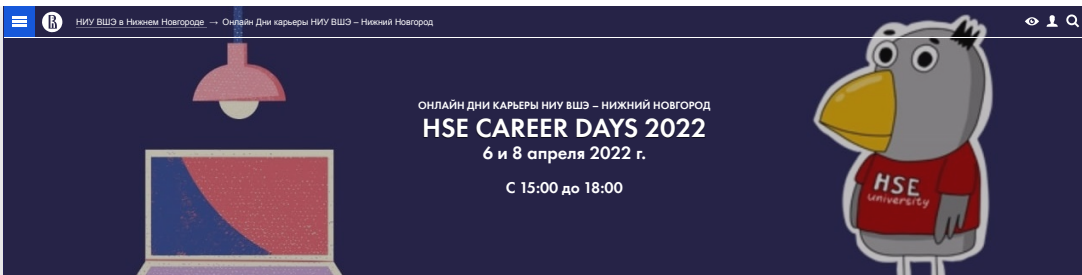 НИУ ВШЭ в Нижнем Новгороде → Онлайн Дни карьеры НИУ ВШЭ – Нижний Новгород
ОНЛАЙН ДНИ КАРЬЕРЫ НИУ ВШЭ – НИЖНИЙ НОВГОРОД
HSE CAREER DAYS 2022
6 и 8 апреля 2022 г.
С 15:00 до 18:00
HSE
university